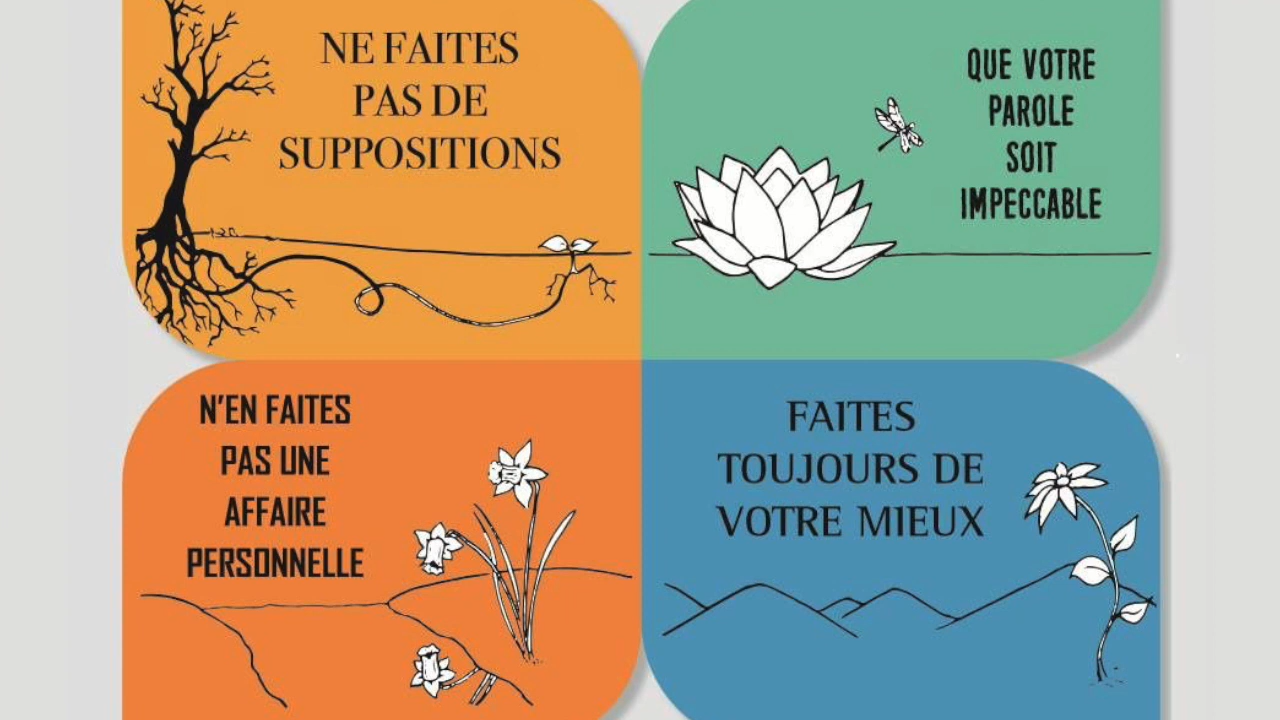 NE FAITES
PAS DE
SUPPOSITIONS
QUE VOTRE
PAROLE
SOIT
IMPECCABLE
N'EN FAITES
PAS UNE
AFFAIRE
PERSONNELLE
FAITES
TOUJOURS DE
VOTRE MIEUX